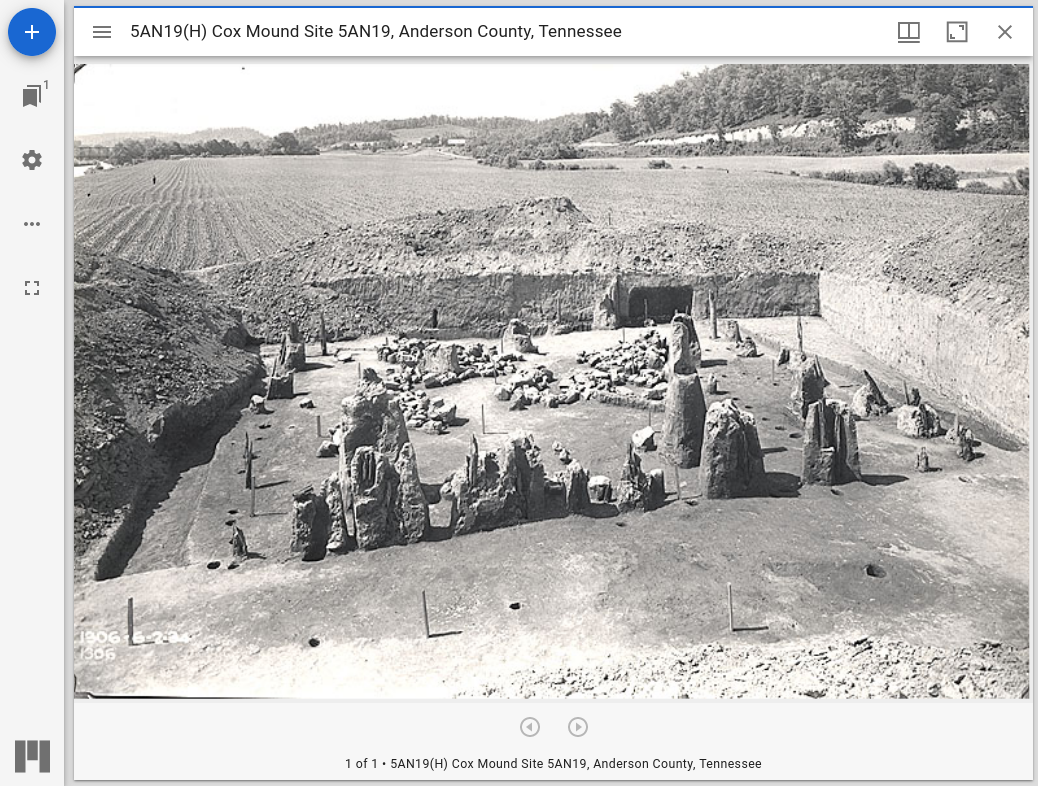 1
5AN19(H) Cox Mound Site 5AN19, Anderson County, Tennessee
1306
1 of 1 • 5AN19(H) Cox Mound Site 5AN19, Anderson County, Tennessee